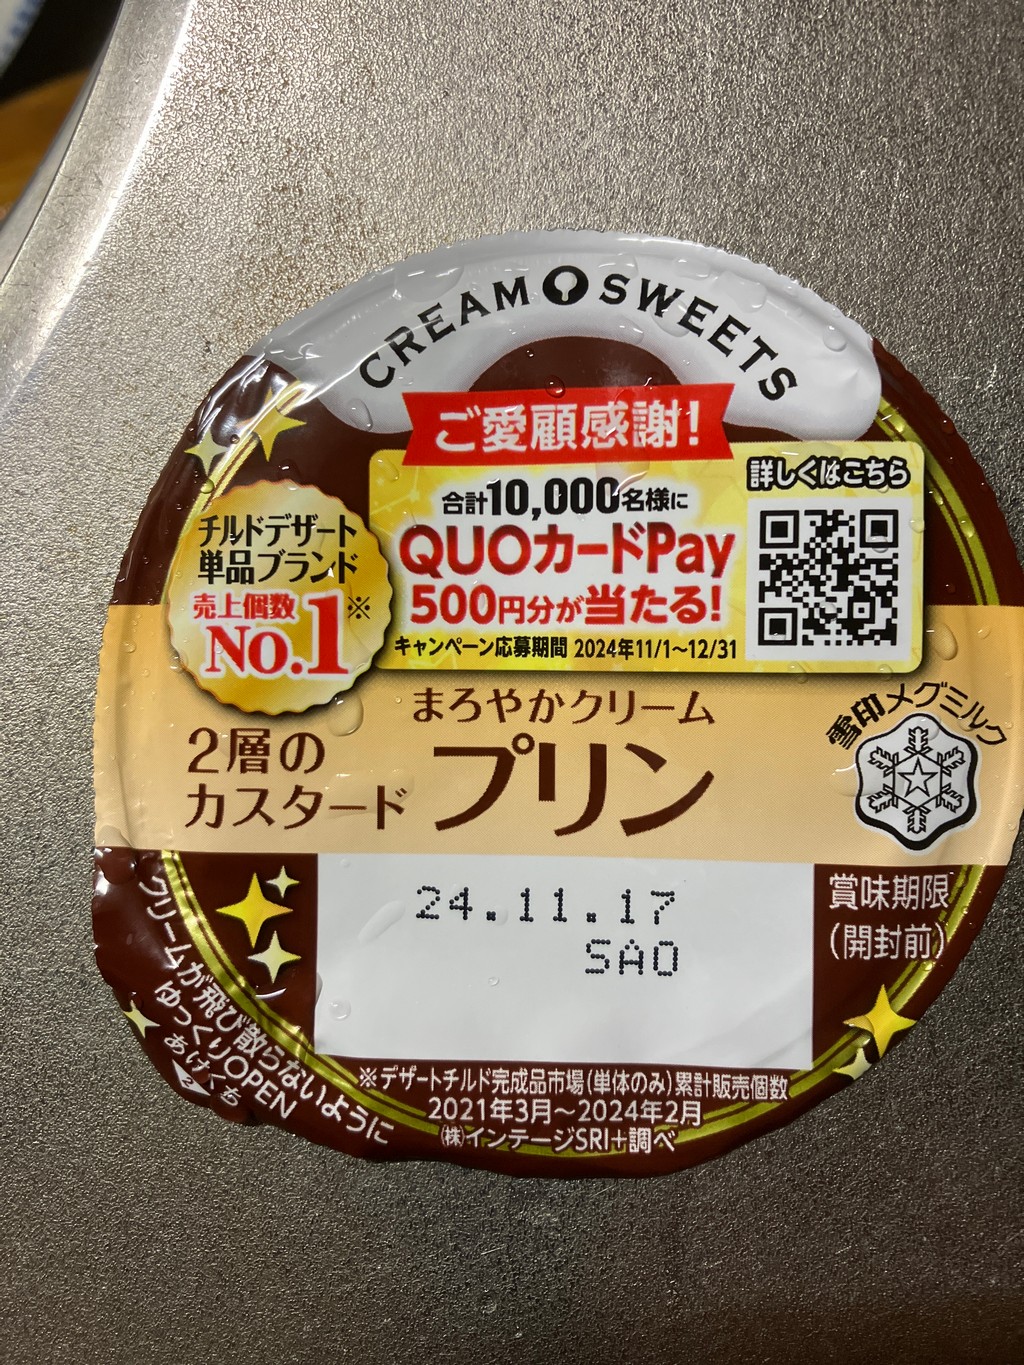 CREAM SWEETS
ご愛顧感謝!
詳しくはこちら
合計10,000名様に
QUOカードPay
500円分が当たる!
キャンペーン応募期間 2024年11/1~12/31
チルドデザート
単品ブランド
売上個数
No.1※
まろやかクリーム
2層の
カスタード
プリン
雪印メグミルク
24.11.17
SAO
賞味期限
(開封前)
クリームが飛び散らないように
ゆっくりOPEN
あけくち
※デザートチルド完成品市場(単体のみ)累計販売個数
2021年3月~2024年2月
㈱インテージSRI+調べ